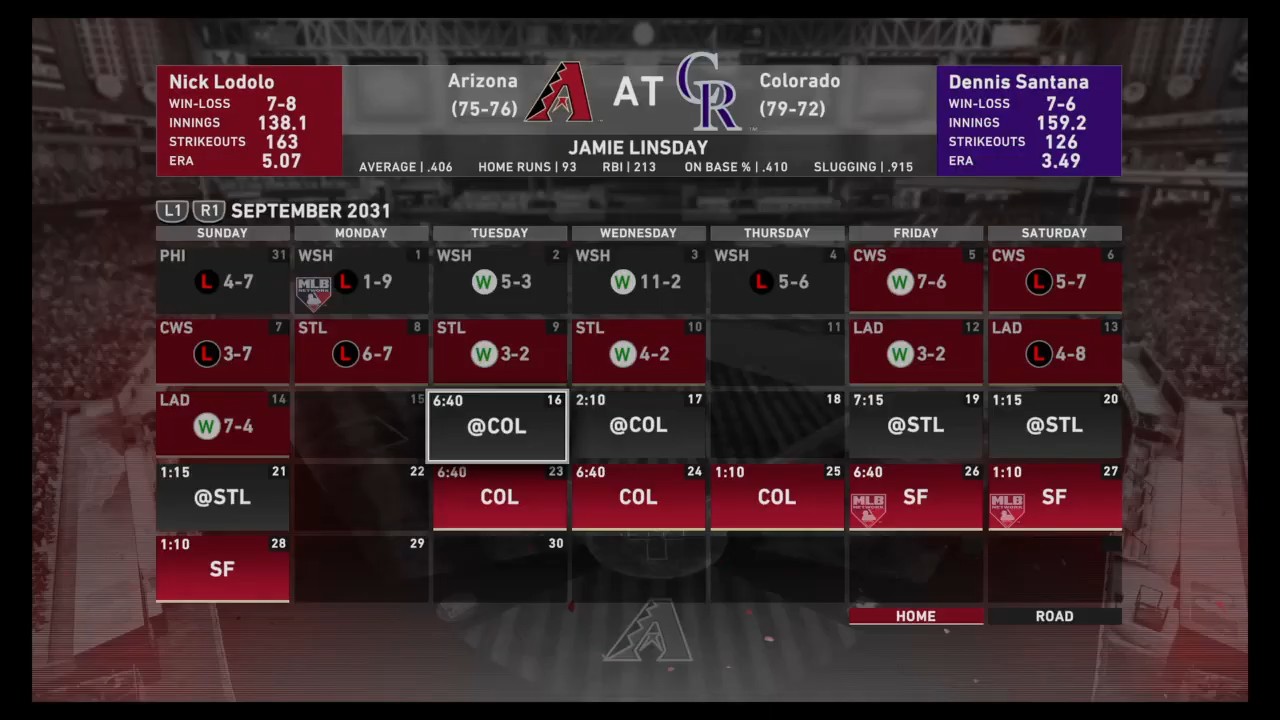 Nick Lodolo
WIN-LOSS 7-8
INNINGS 138.1
STRIKEOUTS 163
ERA 5.07
Arizona
(75-76)
AT
CR
Colorado
(79-72)
Dennis Santana
WIN-LOSS 7-6
INNINGS 159.2
STRIKEOUTS 126
ERA 3.49
JAMIE LINSDAY
AVERAGE | .406 HOME RUNS | 93 RBI | 213 ON BASE % | .410 SLUGGING | .915
L1 R1 SEPTEMBER 2031
SUNDAY MONDAY TUESDAY WEDNESDAY THURSDAY FRIDAY SATURDAY
PHI 31 WSH 1 WSH 2 WSH 3 WSH 4 CWS 5 CWS 6
L 4-7 MLB NETWORK L 1-9 W 5-3 W 11-2 L 5-6 W 7-6 L 5-7
CWS 7 STL 8 STL 9 STL 10 11 LAD 12 LAD 13
L 3-7 L 6-7 W 3-2 W 4-2 W 3-2 L 4-8
LAD 14 15 6:40 16 2:10 17 18 7:15 19 1:15 20
W 7-4 @COL @COL @STL @STL
1:15 21 22 6:40 23 6:40 24 1:10 25 6:40 26 1:10 27
@STL COL COL COL MLB NETWORK SF MLB NETWORK SF
1:10 28 29 30
SF
HOME ROAD